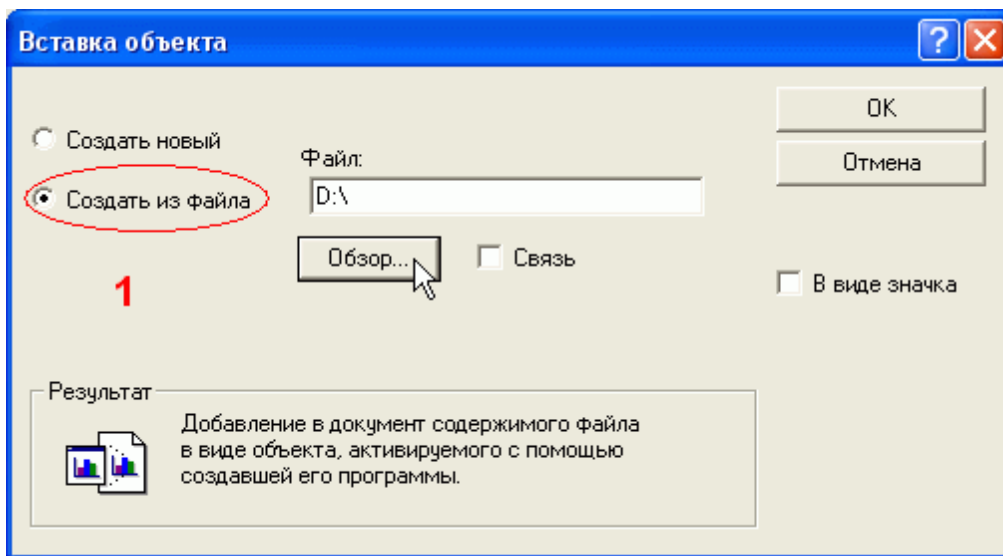 Вставка объекта
OK
Отмена
Создать новый
Создать из файла
Файл:
D:\
Обзор...
Связь
В виде значка
1
Результат
Добавление в документ содержимого файла
в виде объекта, активируемого с помощью
создавшей его программы.